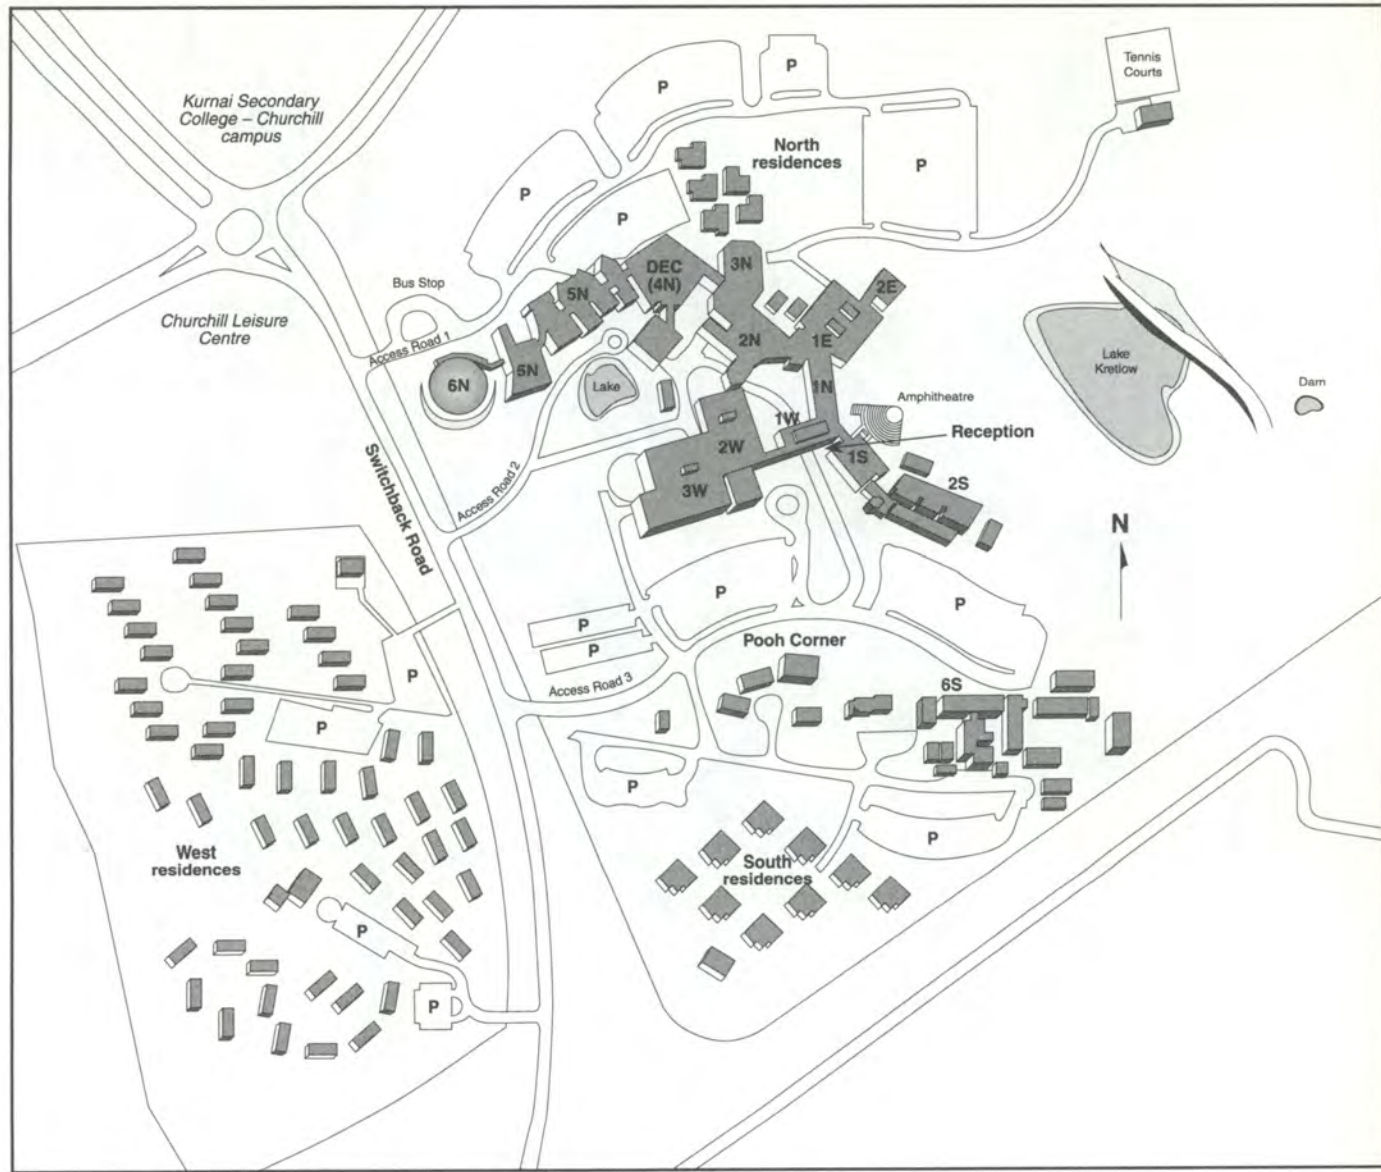 Kurnai Secondary
College – Churchill
campus
Tennis
Courts
P
P
P
P
P
North
residences
Churchill Leisure
Centre
Bus Stop
Access Road 1
6N
5N
5N
DEC
(4N)
3N
2E
2N
1E
1N
Lake
Lake
Kretlow
Dam
Amphitheatre
Reception
1W
2W
1S
3W
2S
Switchback Road
Access Road 2
N
P
P
P
P
Pooh Corner
Access Road 3
6S
P
P
P
P
West
residences
South
residences
P
P